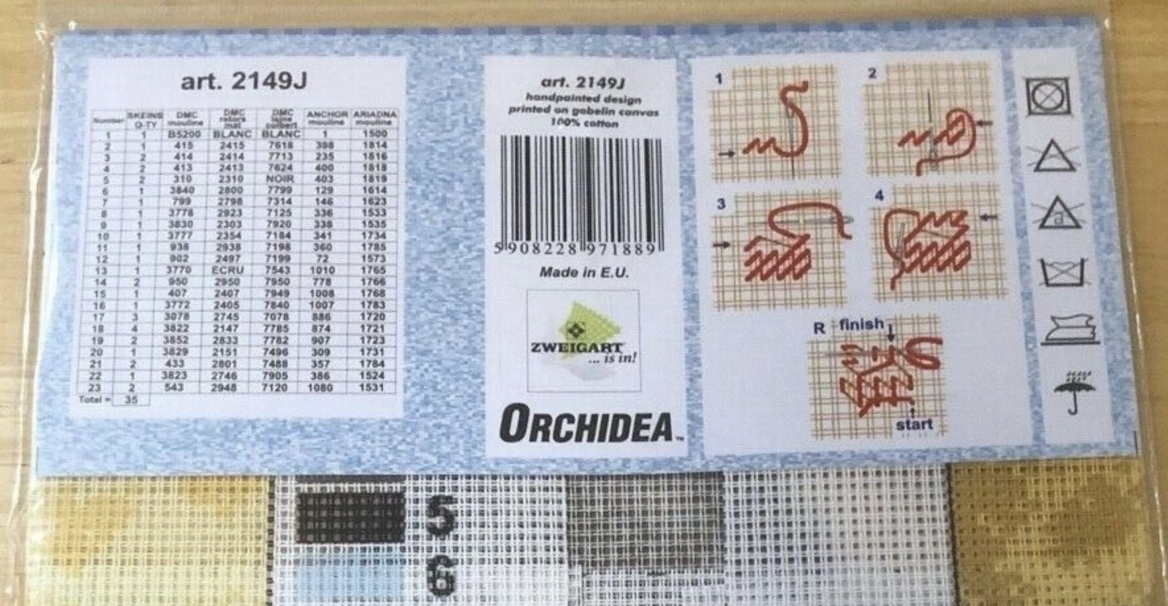 art. 2149J
Number SKEINS Q-TY DMC mouline DMC retors mat DMC laine colbert ANCHOR mouline ARIADNA mouline
1 1 B5200 BLANC BLANC 1 1500
2 1 415 2415 7618 398 1814
3 2 414 2414 7713 235 1816
4 2 413 2413 7624 400 1818
5 2 310 2310 NOIR 403 1819
6 1 3840 2800 7799 129 1614
7 1 799 2798 7314 146 1623
8 1 3778 2923 7125 336 1533
9 1 3830 2303 7920 338 1535
10 1 3777 2354 7184 341 1734
11 1 938 2938 7198 360 1785
12 1 902 2497 7199 72 1573
13 1 3770 ECRU 7543 1010 1765
14 2 950 2950 7950 778 1766
15 1 407 2407 7949 1008 1768
16 1 3772 2405 7840 1007 1783
17 3 3078 2745 7078 886 1720
18 4 3822 2147 7785 874 1721
19 2 3852 2833 7782 907 1723
20 1 3829 2151 7496 309 1731
21 2 433 2801 7488 357 1784
22 1 3823 2746 7905 386 1524
23 2 543 2948 7120 1080 1531
Total = 35
art. 2149J
handpainted design
printed on gobelin canvas
100% cotton
5 908228 971889
Made in E.U.
ZWEIGART
... is in!
ORCHIDEA™
1
2
3
4
R finish
start
a
5
6